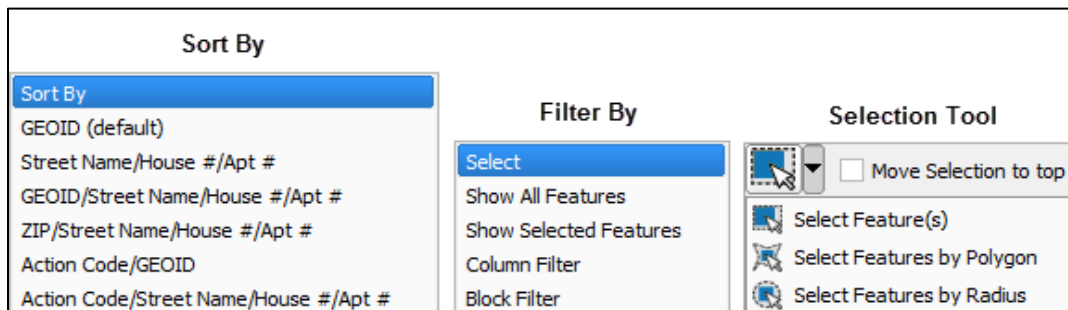 Sort By
Sort By
GEOID (default)
Street Name/House #/Apt #
GEOID/Street Name/House #/Apt #
ZIP/Street Name/House #/Apt #
Action Code/GEOID
Action Code/Street Name/House #/Apt #
Filter By
Select
Show All Features
Show Selected Features
Column Filter
Block Filter
Selection Tool
Move Selection to top
Select Feature(s)
Select Features by Polygon
Select Features by Radius